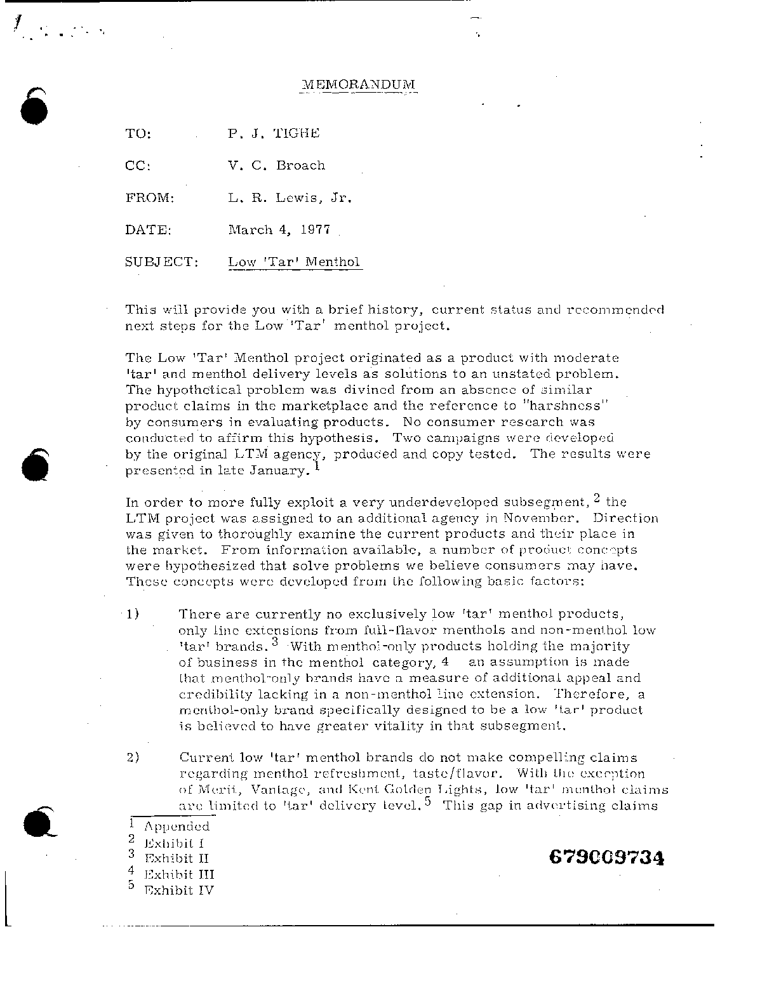 MEMORANDUM
TO: P. J. TIGHE
CC: V. C. Broach
FROM: L. R. Lewis, Jr.
DATE: March 4, 1977
SUBJECT: Low 'Tar' Menthol
This will provide you with a brief history, current status and recommended
next steps for the Low 'Tar' menthol project.
The Low 'Tar' Menthol project originated as a product with moderate
'tar' and menthol delivery levels as solutions to an unstated problem.
The hypothetical problem was divined from an absence of similar
product claims in the marketplace and the reference to "harshness"
by consumers in evaluating products. No consumer research was
conducted to affirm this hypothesis. Two campaigns were developed
by the original LTM agency, produced and copy tested. The results were
presented in late January. 1
In order to more fully exploit a very underdeveloped subsegment, 2 the
LTM project was assigned to an additional agency in November. Direction
was given to thoroughly examine the current products and their place in
the market. From information available, a number of product concepts
were hypothesized that solve problems we believe consumers may have.
These concepts were developed from the following basic factors:
1) There are currently no exclusively low 'tar' menthol products,
only line extensions from full-flavor menthols and non-menthol low
'tar' brands. 3 With menthol-only products holding the majority
of business in the menthol category, 4 an assumption is made
that menthol-only brands have a measure of additional appeal and
credibility lacking in a non-menthol line extension. Therefore, a
menthol-only brand specifically designed to be a low 'tar' product
is believed to have greater vitality in that subsegment.
2) Current low 'tar' menthol brands do not make compelling claims
regarding menthol refreshment, taste/flavor. With the exception
of Merit, Vantage, and Kent Golden Lights, low 'tar' menthol claims
are limited to 'tar' delivery level. 5 This gap in advertising claims
1 Appended
2 Exhibit I
3 Exhibit II
4 Exhibit III
5 Exhibit IV
679009734